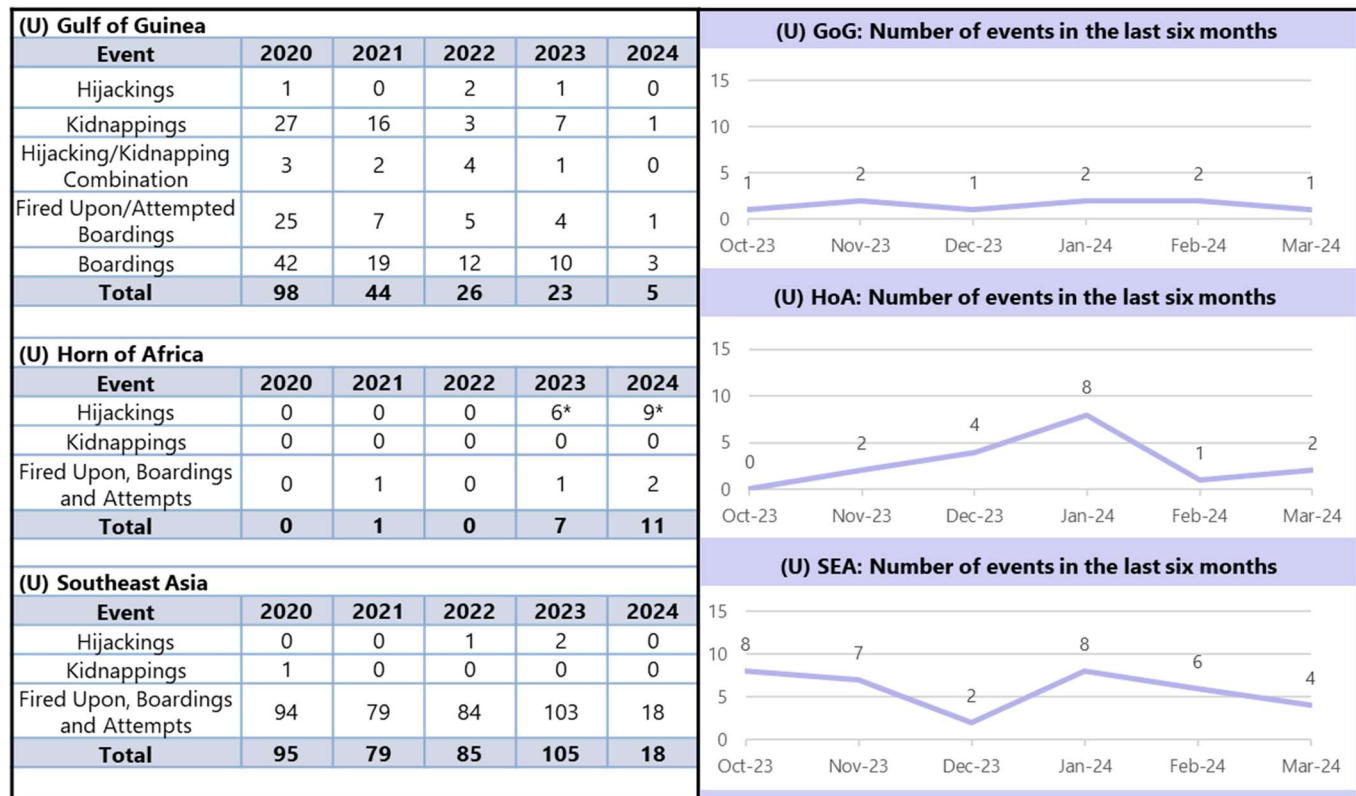 (U) Gulf of Guinea
Event 2020 2021 2022 2023 2024
Hijackings 1 0 2 1 0
Kidnappings 27 16 3 7 1
Hijacking/Kidnapping
Combination 3 2 4 1 0
Fired Upon/Attempted
Boardings 25 7 5 4 1
Boardings 42 19 12 10 3
Total 98 44 26 23 5
(U) Horn of Africa
Event 2020 2021 2022 2023 2024
Hijackings 0 0 0 6* 9*
Kidnappings 0 0 0 0 0
Fired Upon, Boardings
and Attempts 0 1 0 1 2
Total 0 1 0 7 11
(U) Southeast Asia
Event 2020 2021 2022 2023 2024
Hijackings 0 0 1 2 0
Kidnappings 1 0 0 0 0
Fired Upon, Boardings
and Attempts 94 79 84 103 18
Total 95 79 85 105 18
(U) GoG: Number of events in the last six months
15
10
5
0
1 2 1 2 2 1
Oct-23 Nov-23 Dec-23 Jan-24 Feb-24 Mar-24
(U) HoA: Number of events in the last six months
15
10
5
0
0 2 4 8 1 2
Oct-23 Nov-23 Dec-23 Jan-24 Feb-24 Mar-24
(U) SEA: Number of events in the last six months
15
10
5
0
8 7 2 8 6 4
Oct-23 Nov-23 Dec-23 Jan-24 Feb-24 Mar-24